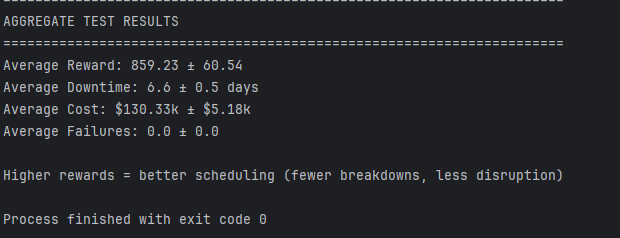 AGGREGATE TEST RESULTS
======================================================================
Average Reward: 859.23 ± 60.54
Average Downtime: 6.6 ± 0.5 days
Average Cost: $130.33k ± $5.18k
Average Failures: 0.0 ± 0.0
Higher rewards = better scheduling (fewer breakdowns, less disruption)
Process finished with exit code 0